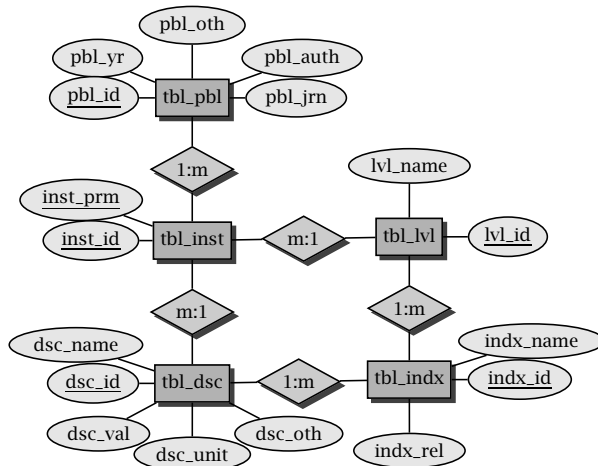 pbl_oth
pbl_yr
pbl_auth
pbl_id
tbl_pbl
pbl_jrn
1:m
lvl_name
inst_prm
inst_id
tbl_inst
m:1
tbl_lvl
lvl_id
m:1
1:m
dsc_name
indx_name
dsc_id
tbl_dsc
1:m
tbl_indx
indx_id
dsc_val
dsc_unit
dsc_oth
indx_rel